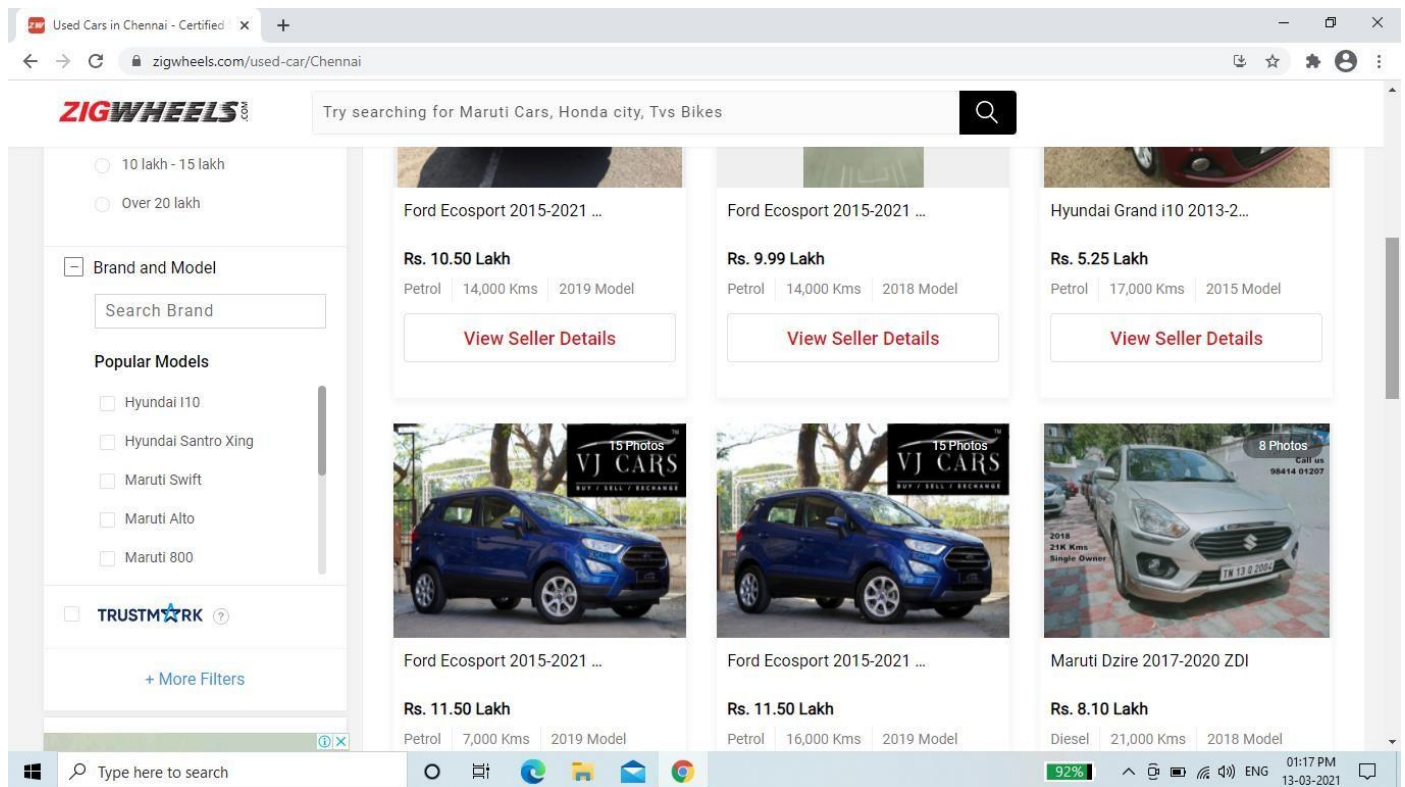 Used Cars in Chennai - Certified
zigwheels.com/used-car/Chennai
ZIGWHEELS.COM
Try searching for Maruti Cars, Honda city, Tvs Bikes
10 lakh - 15 lakh
Over 20 lakh
Brand and Model
Search Brand
Popular Models
Hyundai I10
Hyundai Santro Xing
Maruti Swift
Maruti Alto
Maruti 800
TRUSTMARK ?
+ More Filters
Ford Ecosport 2015-2021 ...
Rs. 10.50 Lakh
Petrol 14,000 Kms 2019 Model
View Seller Details
Ford Ecosport 2015-2021 ...
Rs. 9.99 Lakh
Petrol 14,000 Kms 2018 Model
View Seller Details
Hyundai Grand i10 2013-2...
Rs. 5.25 Lakh
Petrol 17,000 Kms 2015 Model
View Seller Details
15 Photos
VJ CARS
BUY / SELL / EXCHANGE
Ford Ecosport 2015-2021 ...
Rs. 11.50 Lakh
Petrol 7,000 Kms 2019 Model
15 Photos
VJ CARS
BUY / SELL / EXCHANGE
Ford Ecosport 2015-2021 ...
Rs. 11.50 Lakh
Petrol 16,000 Kms 2019 Model
8 Photos
Call us
98414 01207
2018
21K Kms
Single Owner
TN 13 Q 2004
Maruti Dzire 2017-2020 ZDI
Rs. 8.10 Lakh
Diesel 21,000 Kms 2018 Model
Type here to search
92%
ENG
01:17 PM
13-03-2021